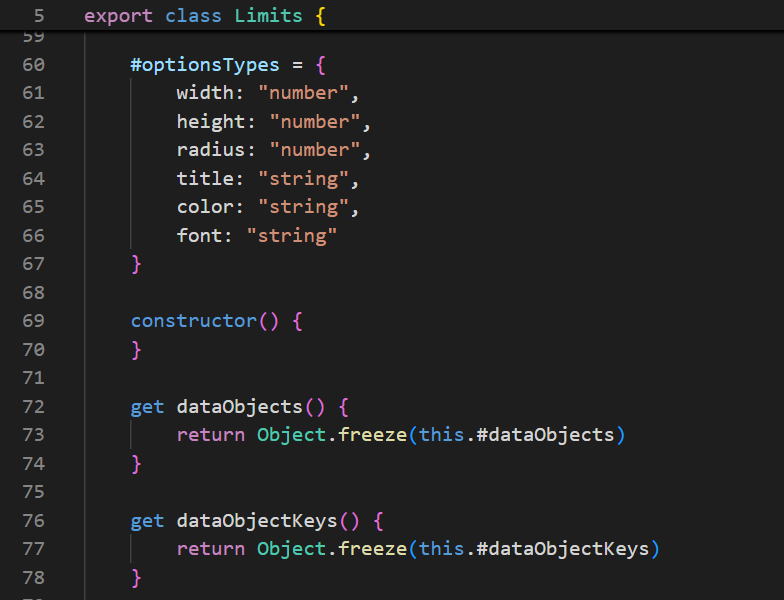 5 export class Limits {
59
60 #optionsTypes = {
61 width: "number",
62 height: "number",
63 radius: "number",
64 title: "string",
65 color: "string",
66 font: "string"
67 }
68
69 constructor() {
70 }
71
72 get dataObjects() {
73 return Object.freeze(this.#dataObjects)
74 }
75
76 get dataObjectKeys() {
77 return Object.freeze(this.#dataObjectKeys)
78 }